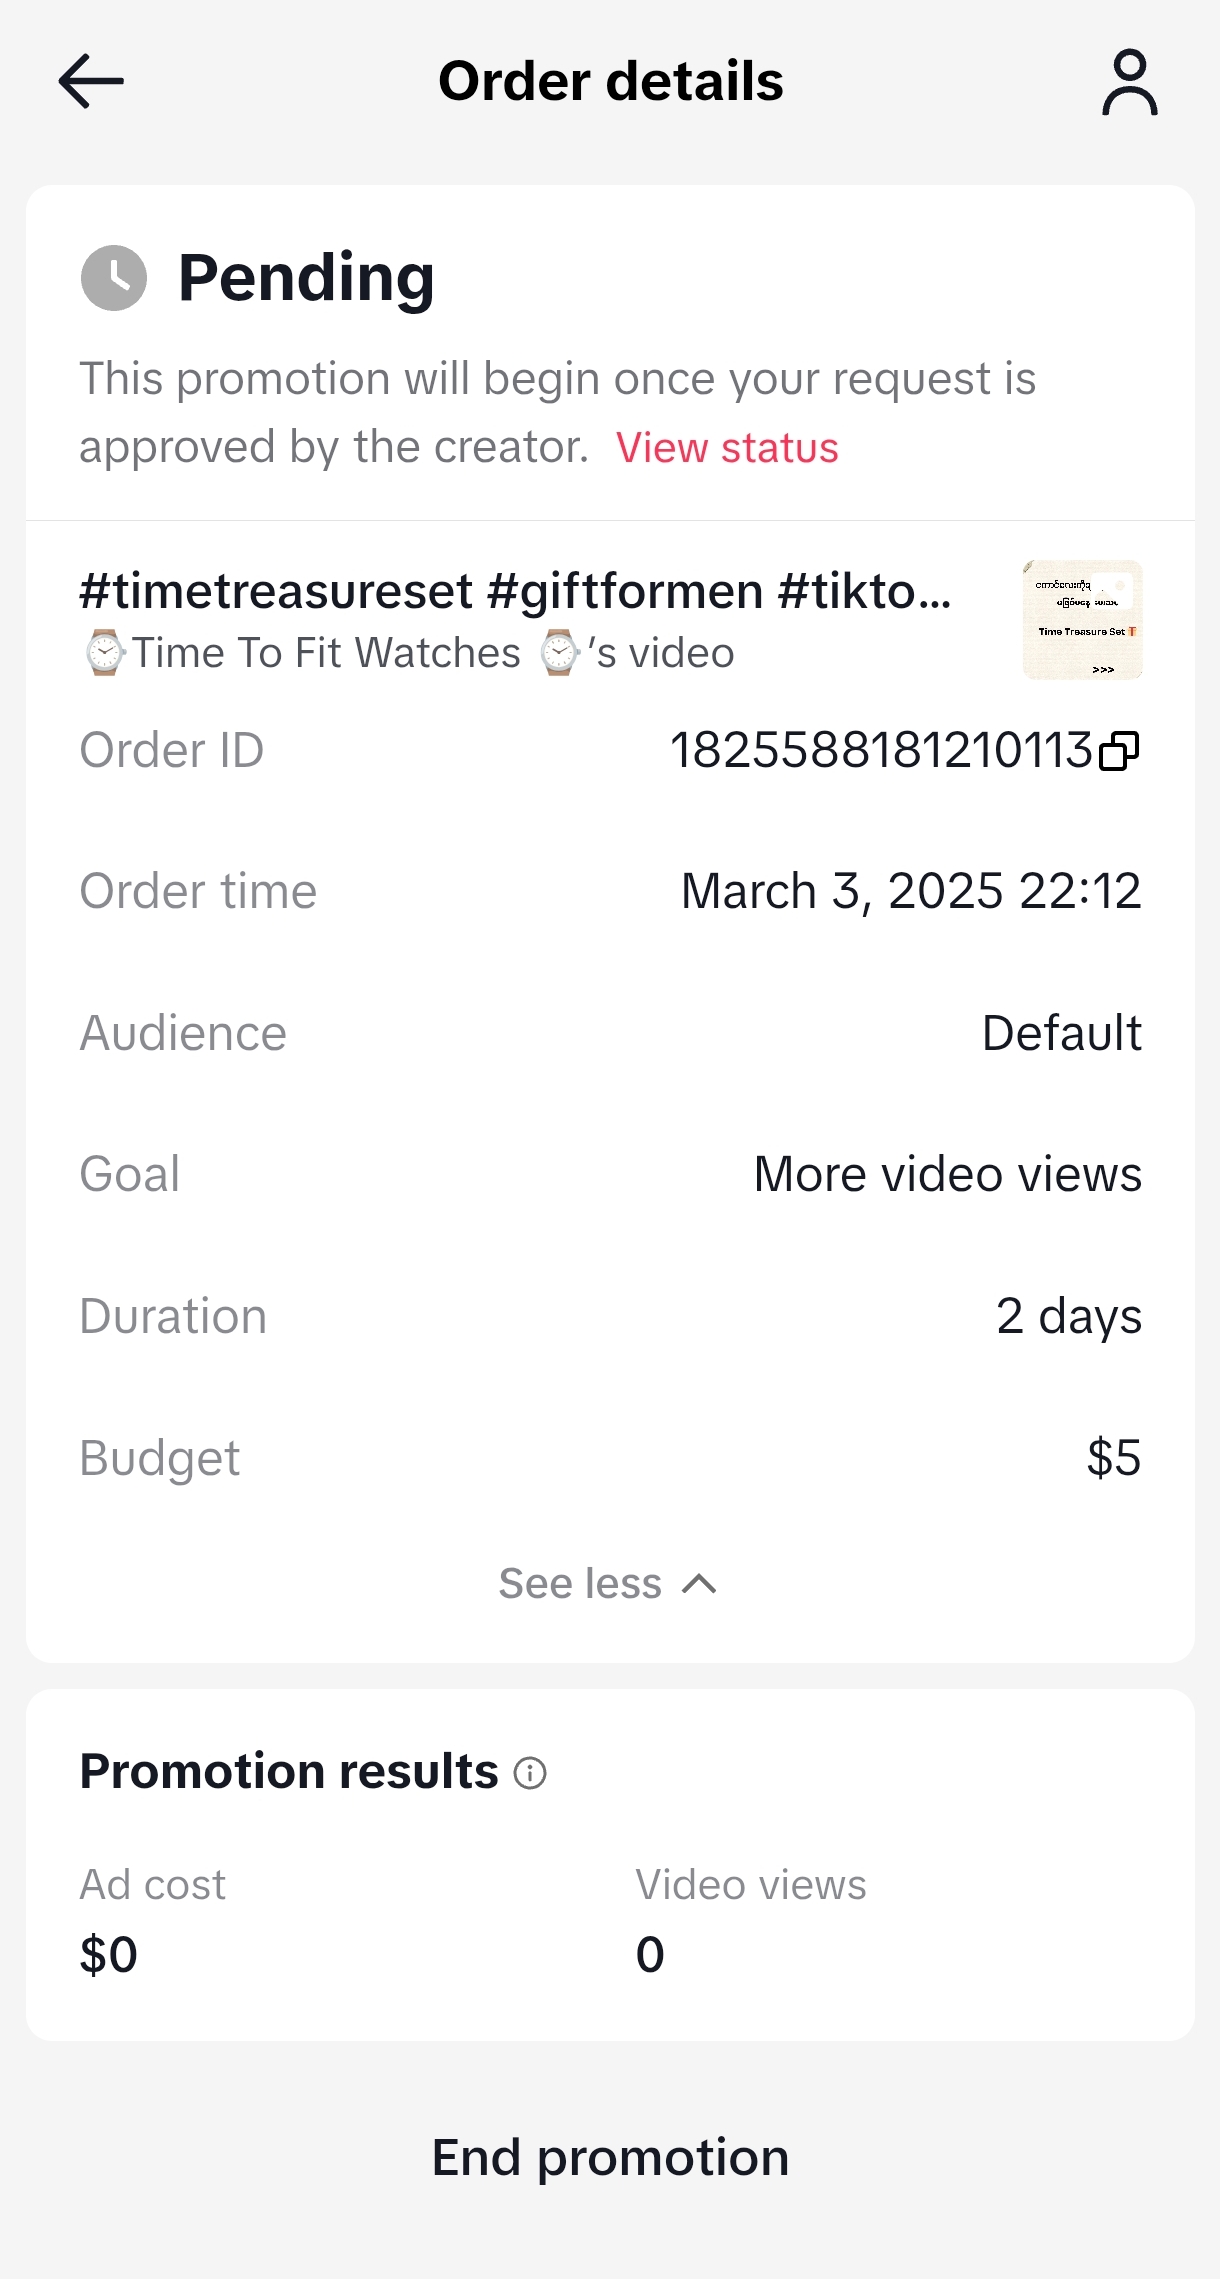 Order details
Pending
This promotion will begin once your request is
approved by the creator. View status
#timetreasureset #giftformen #tikto...
⌚Time To Fit Watches ⌚'s video
Time Treasure Set
>>>
Order ID 1825588181210113
Order time March 3, 2025 22:12
Audience Default
Goal More video views
Duration 2 days
Budget $5
See less
Promotion results
Ad cost Video views
$0 0
End promotion